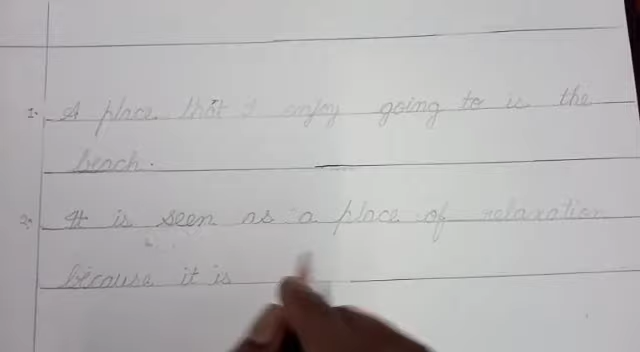 1. A place that I enjoy going to is the
beach.
2. It is seen as a place of relaxation
because it is